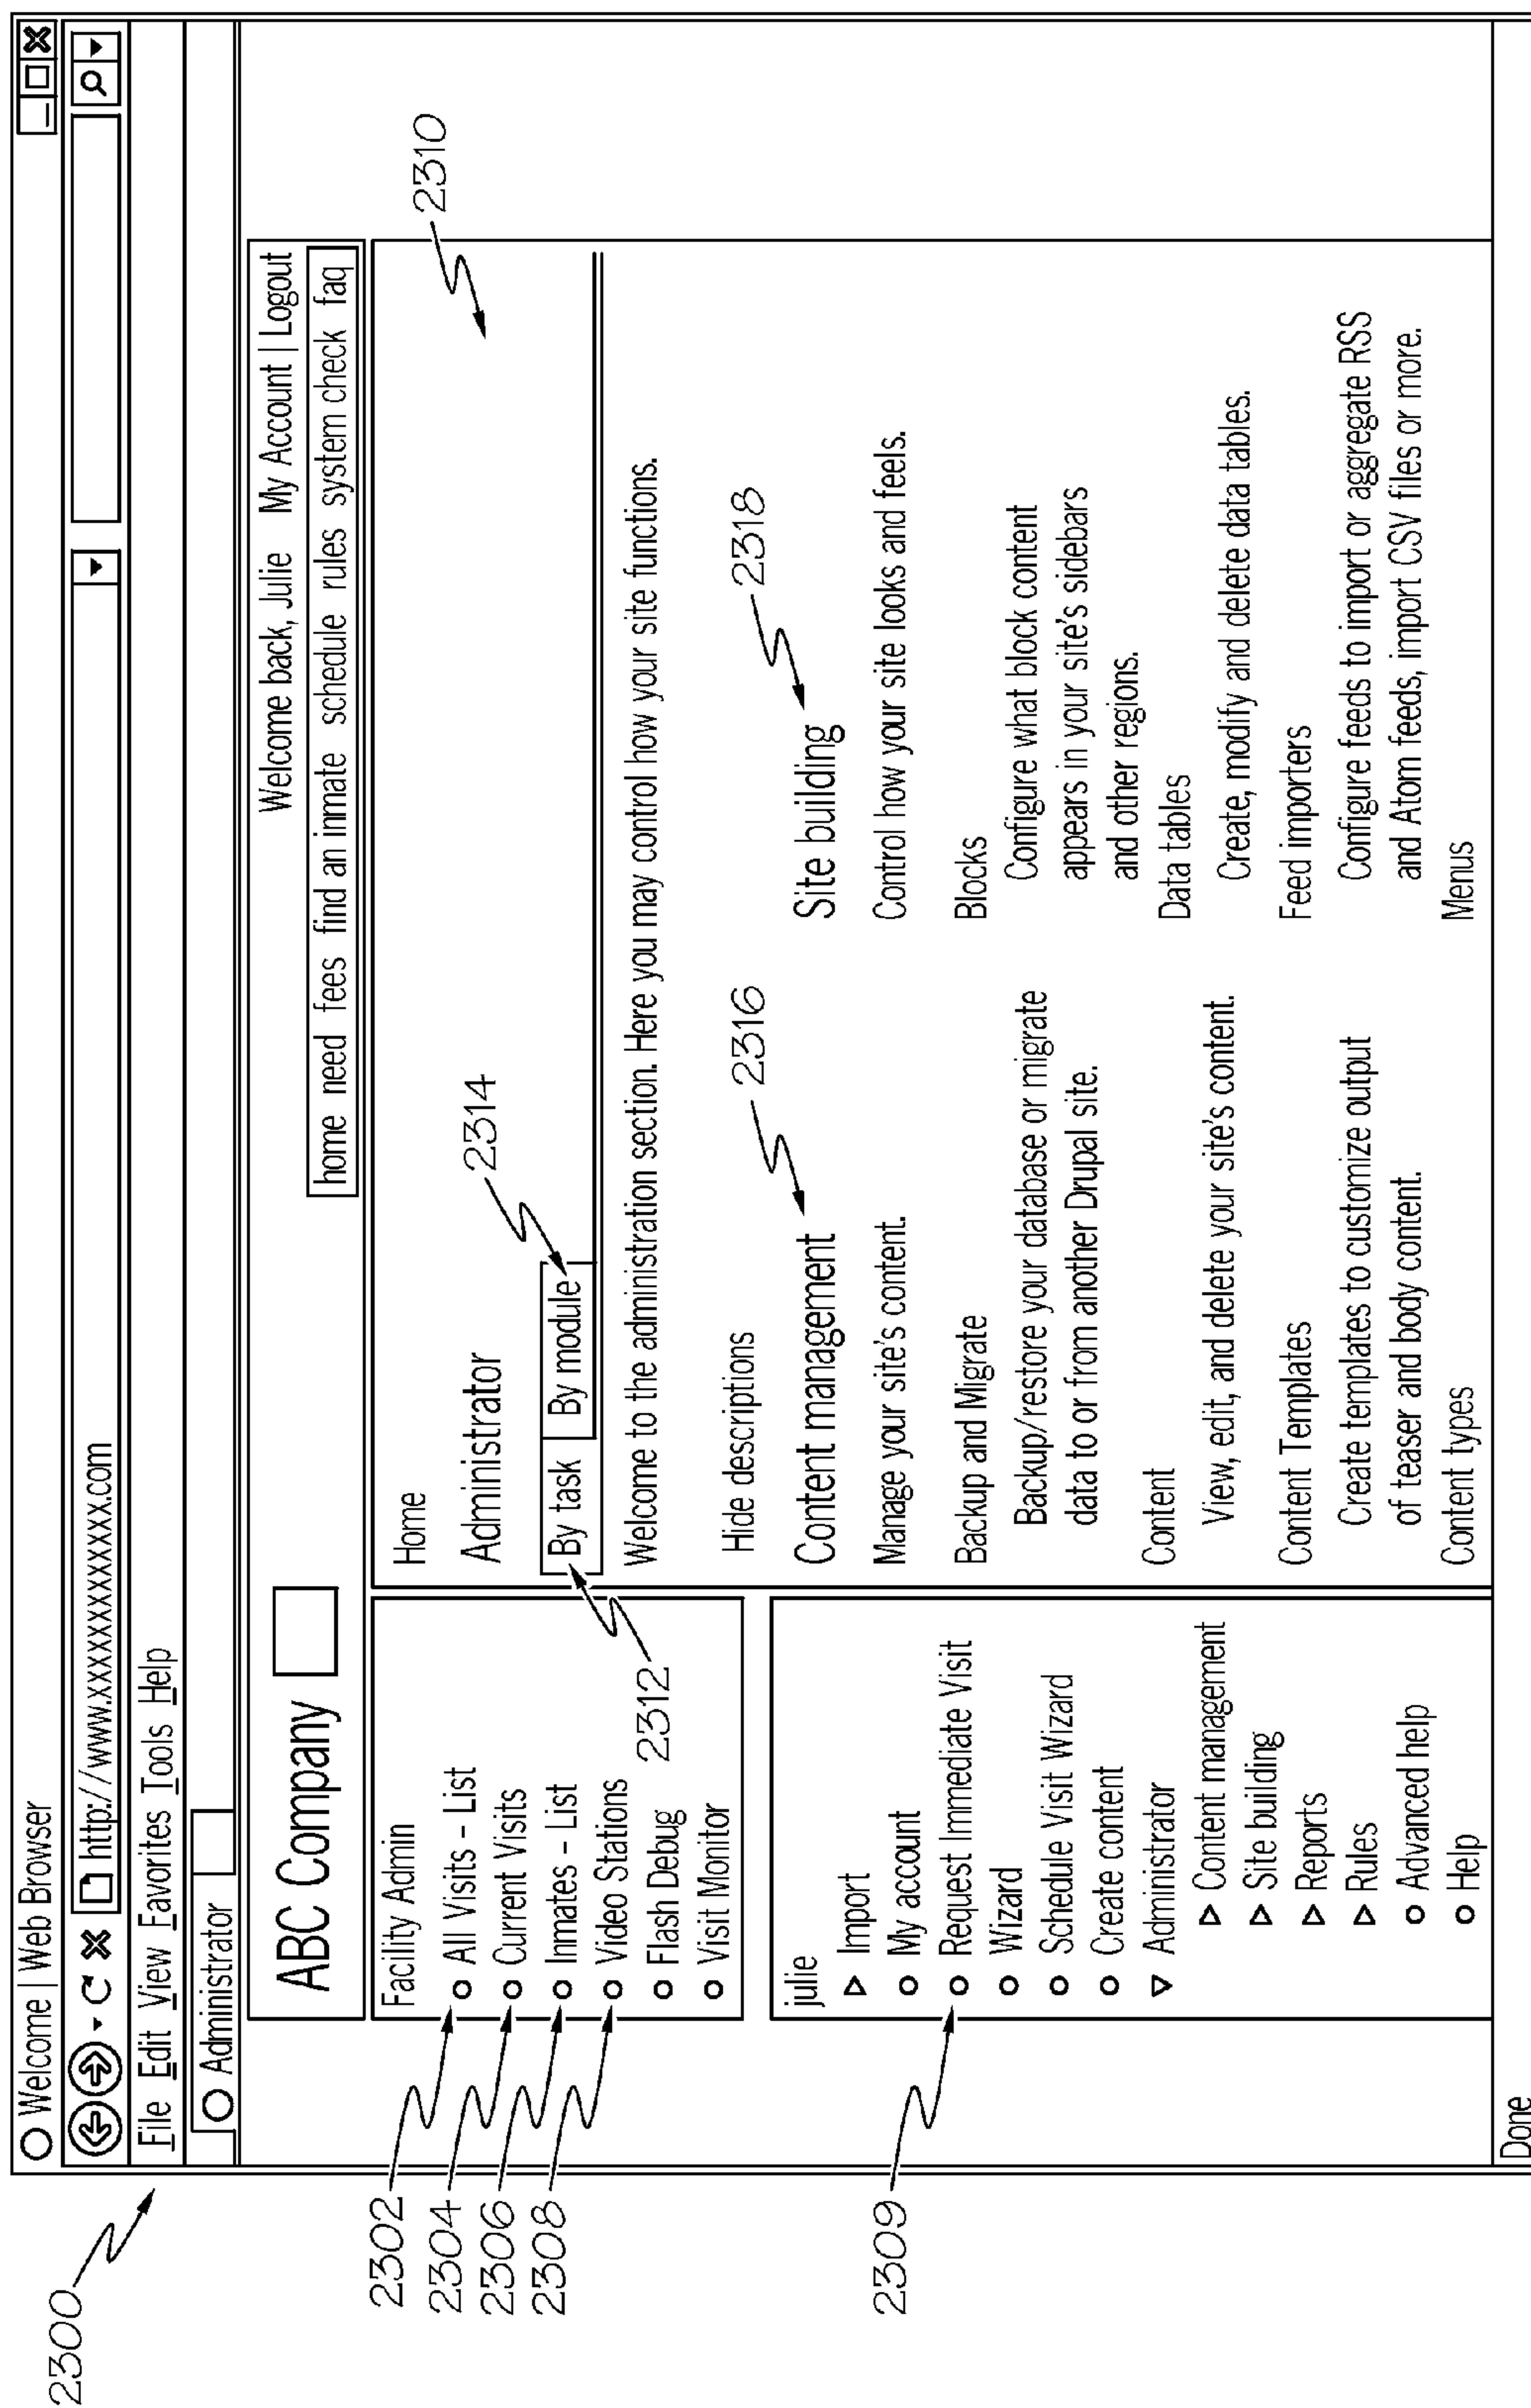 2300
Welcome | Web Browser
http://www.xxxxxxxxxxxxx.com
File Edit View Favorites Tools Help
Administrator
ABC Company
Welcome back, Julie My Account | Logout
home need fees find an inmate schedule rules system check faq
Facility Admin
All Visits – List
Current Visits
Inmates – List
Video Stations
Flash Debug
Visit Monitor
2302
2304
2306
2308
2312
julie
Import
My account
Request Immediate Visit
Wizard
Schedule Visit Wizard
Create content
Administrator
Content management
Site building
Reports
Rules
Advanced help
Help
2309
Home
Administrator
By task By module
2314
2310
Welcome to the administration section. Here you may control how your site functions.
Hide descriptions
2316
Content management
Manage your site's content.
Backup and Migrate
Backup/restore your database or migrate
data to or from another Drupal site.
Content
View, edit, and delete your site's content.
Content Templates
Create templates to customize output
of teaser and body content.
Content types
2318
Site building
Control how your site looks and feels.
Blocks
Configure what block content
appears in your site's sidebars
and other regions.
Data tables
Create, modify and delete data tables.
Feed importers
Configure feeds to import or aggregate RSS
and Atom feeds, import CSV files or more.
Menus
Done